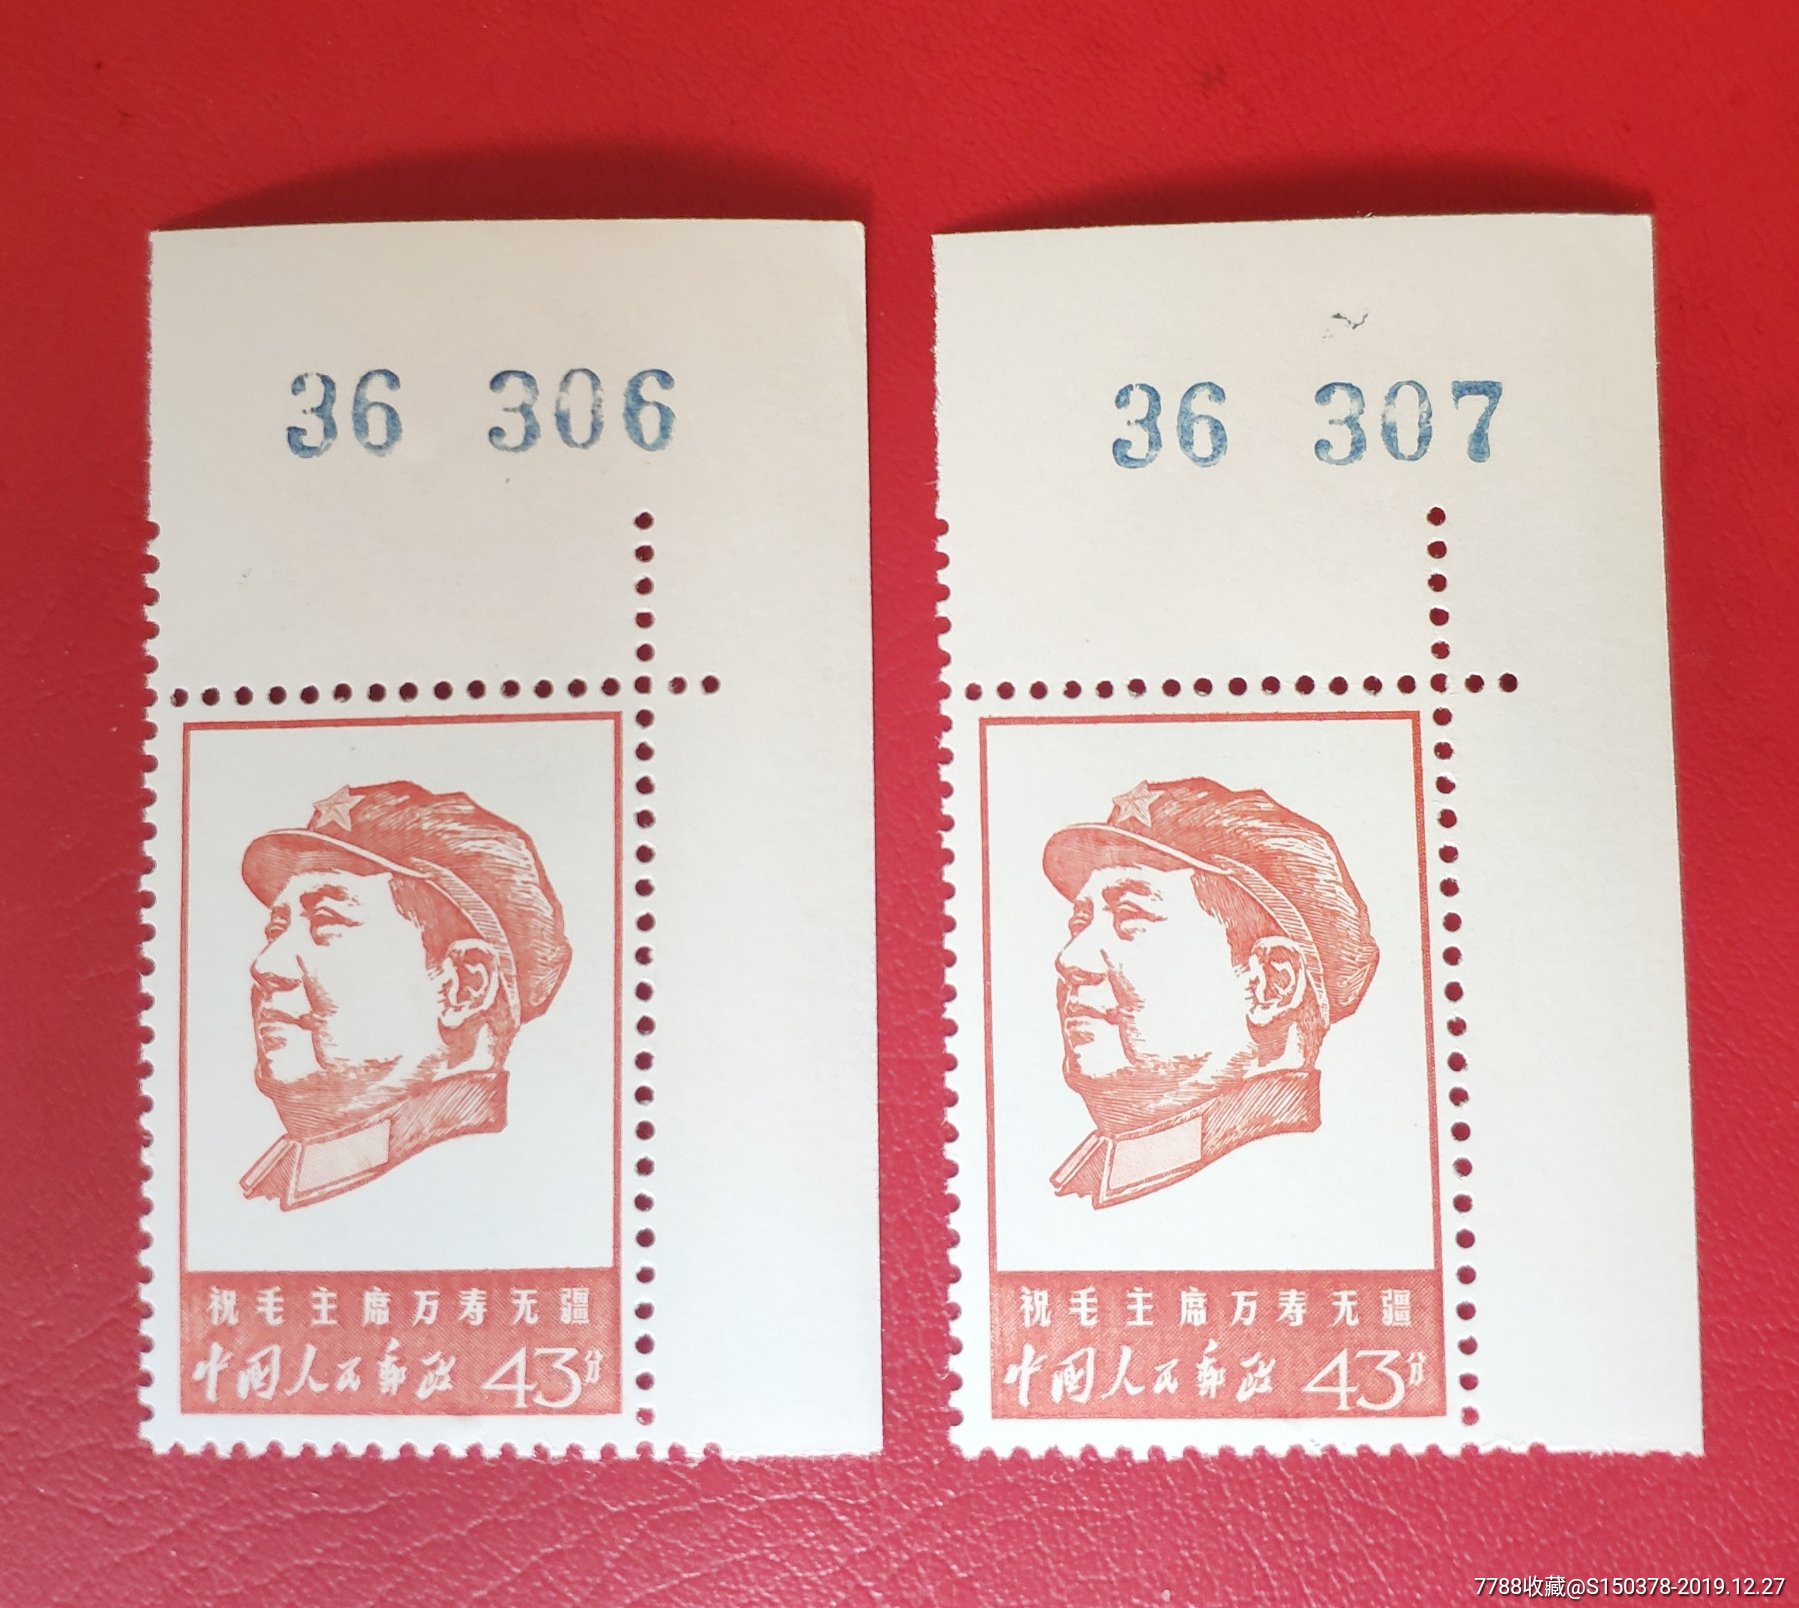 36 306
祝毛主席万寿无疆
中国人民邮政 43分
36 307
祝毛主席万寿无疆
中国人民邮政 43分
7788收藏@S150378-2019.12.27